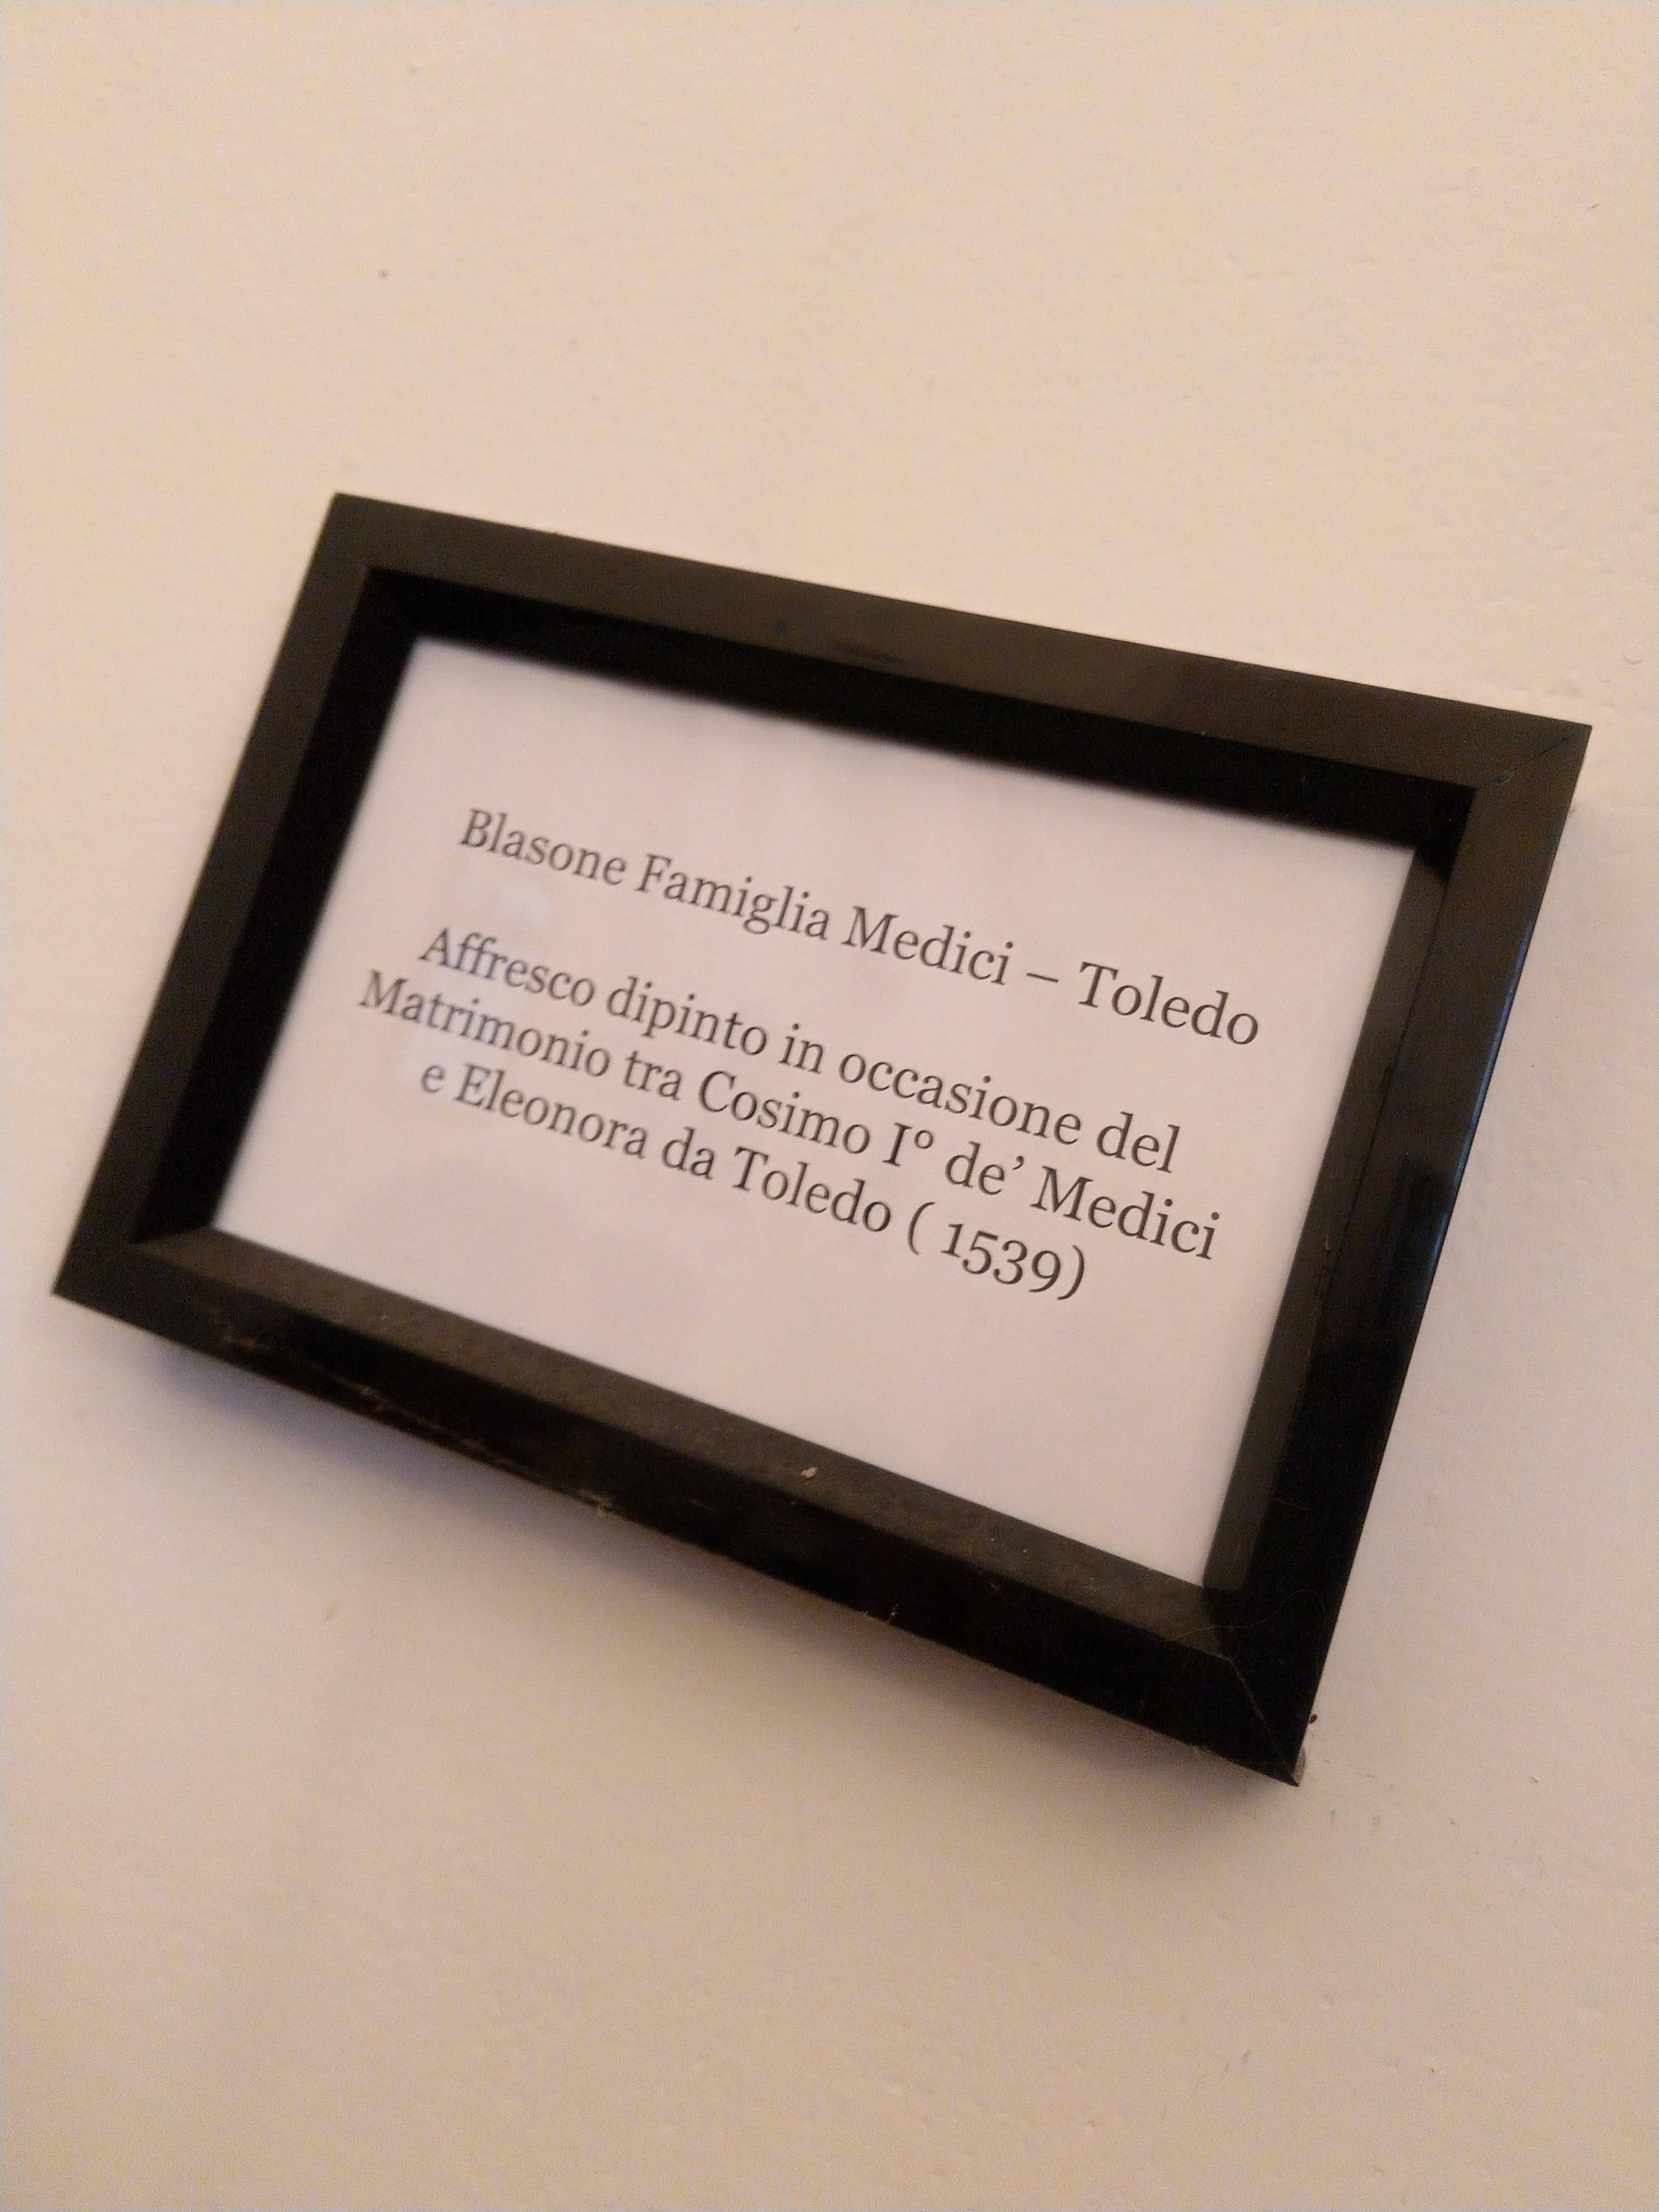 Blasone Famiglia Medici – Toledo
Affresco dipinto in occasione del
Matrimonio tra Cosimo I° de’ Medici
e Eleonora da Toledo ( 1539)